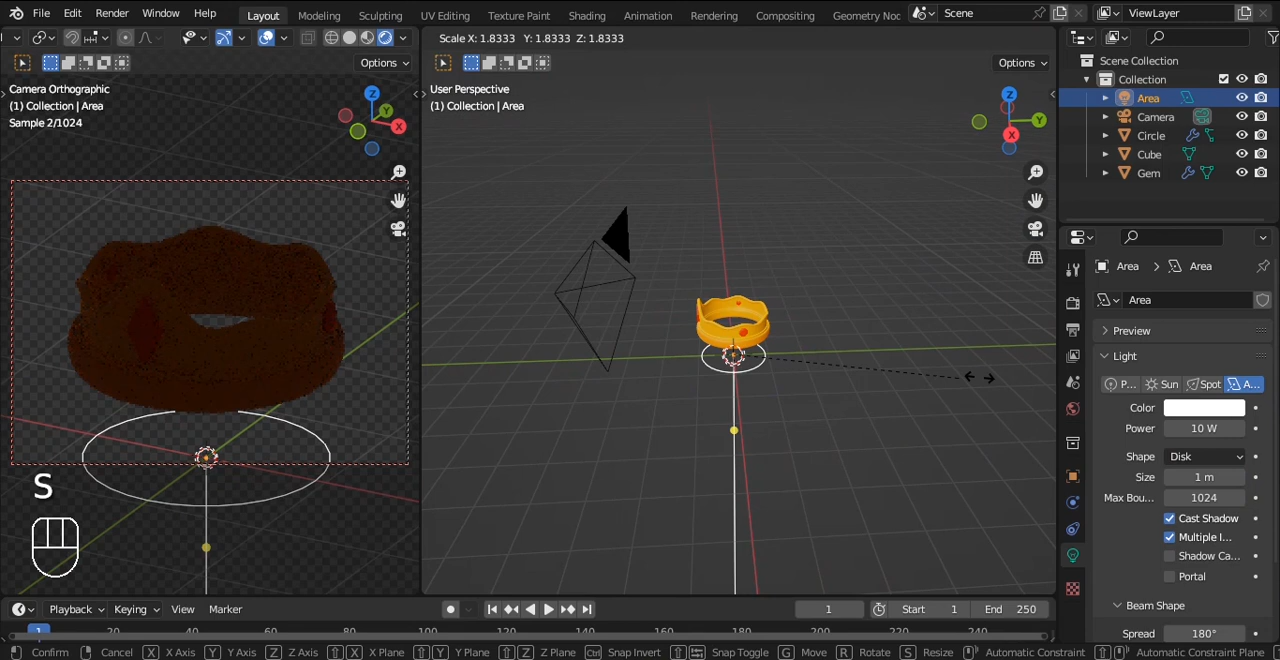 File Edit Render Window Help Layout Modeling Sculpting UV Editing Texture Paint Shading Animation Rendering Compositing Geometry Noc Scene ViewLayer
Scale X: 1.8333 Y: 1.8333 Z: 1.8333
Options
Options
Camera Orthographic
(1) Collection | Area
Sample 2/1024
Z
Y
X
User Perspective
(1) Collection | Area
Z
Y
X
S
Scene Collection
Collection
Area
Camera
Circle
Cube
Gem
Area Area
Area
Preview
Light
P... Sun Spot A...
Color
Power 10 W
Shape Disk
Size 1 m
Max Bou... 1024
Cast Shadow
Multiple I...
Shadow Ca...
Portal
Beam Shape
Spread 180°
Playback Keying View Marker
1 Start 1 End 250
1 20 40 60 80 100 120 140 160 180 200 220 240
Confirm Cancel X X Axis Y Y Axis Z Z Axis X X Plane Y Y Plane Z Z Plane Ctrl Snap Invert Snap Toggle G Move R Rotate S Resize Automatic Constraint Automatic Constraint Plane